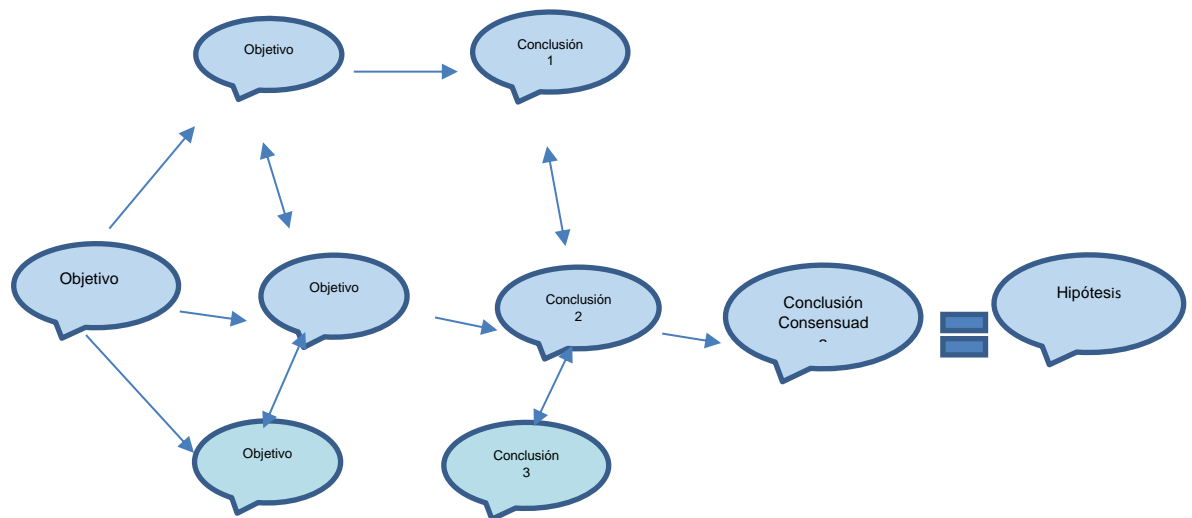 Objetivo
Conclusión
1
Objetivo
Objetivo
Conclusión
2
Conclusión
Consensuad
Hipótesis
Objetivo
Conclusión
3